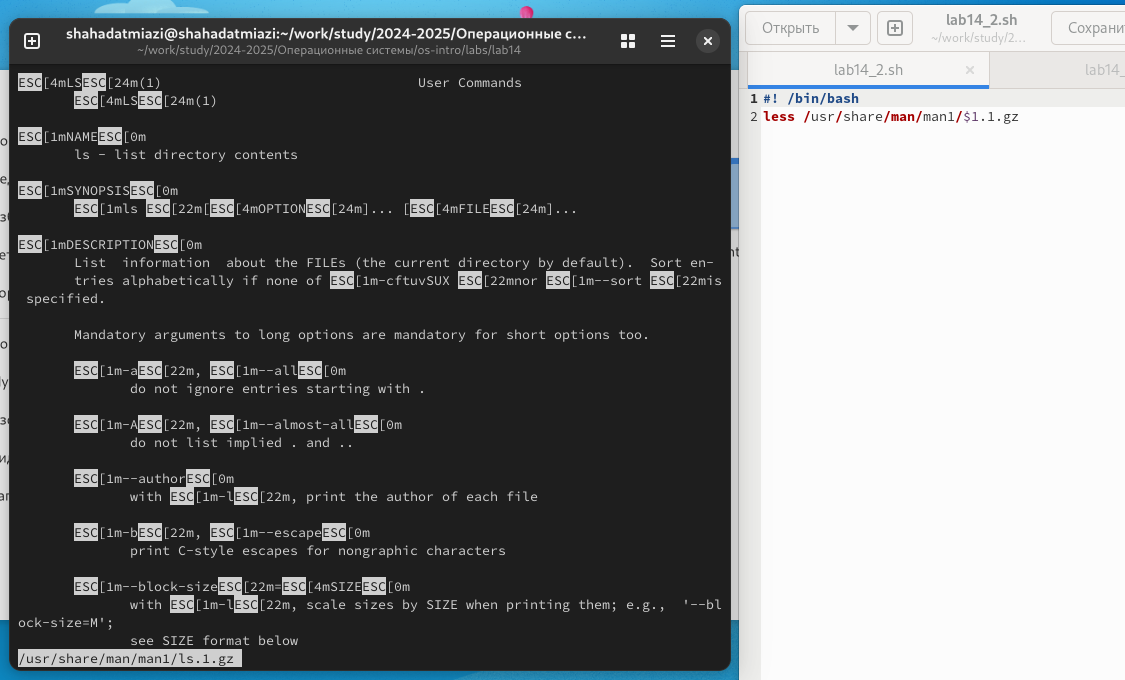 shahadatmiazi@shahadatmiazi:~/work/study/2024-2025/Операционные с…
~/work/study/2024-2025/Операционные системы/os-intro/labs/lab14
ESC[4mLSESC[24m(1) User Commands
ESC[4mLSESC[24m(1)
ESC[1mNAMEESC[0m
ls - list directory contents
ESC[1mSYNOPSISESC[0m
ESC[1mls ESC[22m[ESC[4mOPTIONESC[24m]... [ESC[4mFILEESC[24m]...
ESC[1mDESCRIPTIONESC[0m
List  information  about the FILEs (the current directory by default).  Sort en-
tries alphabetically if none of ESC[1m-cftuvSUX ESC[22mnor ESC[1m--sort ESC[22mis
specified.
Mandatory arguments to long options are mandatory for short options too.
ESC[1m-aESC[22m, ESC[1m--allESC[0m
do not ignore entries starting with .
ESC[1m-AESC[22m, ESC[1m--almost-allESC[0m
do not list implied . and ..
ESC[1m--authorESC[0m
with ESC[1m-lESC[22m, print the author of each file
ESC[1m-bESC[22m, ESC[1m--escapeESC[0m
print C-style escapes for nongraphic characters
ESC[1m--block-sizeESC[22m=ESC[4mSIZEESC[0m
with ESC[1m-lESC[22m, scale sizes by SIZE when printing them; e.g.,  '--bl
ock-size=M';
see SIZE format below
/usr/share/man/man1/ls.1.gz
Открыть
lab14_2.sh
~/work/study/2…
Сохрани
lab14_2.sh
lab14_
1 #! /bin/bash
2 less /usr/share/man/man1/$1.1.gz